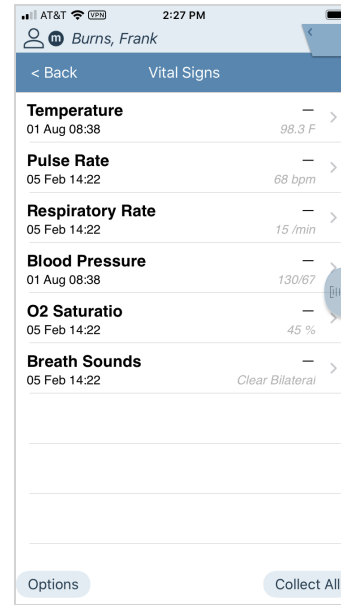 AT&T VPN 2:27 PM
m Burns, Frank <
< Back Vital Signs
Temperature –
01 Aug 08:38 98.3 F >
Pulse Rate –
05 Feb 14:22 68 bpm >
Respiratory Rate –
05 Feb 14:22 15 /min >
Blood Pressure –
01 Aug 08:38 130/67 >
O2 Saturatio –
05 Feb 14:22 45 % >
Breath Sounds –
05 Feb 14:22 Clear Bilateral >
Options Collect All